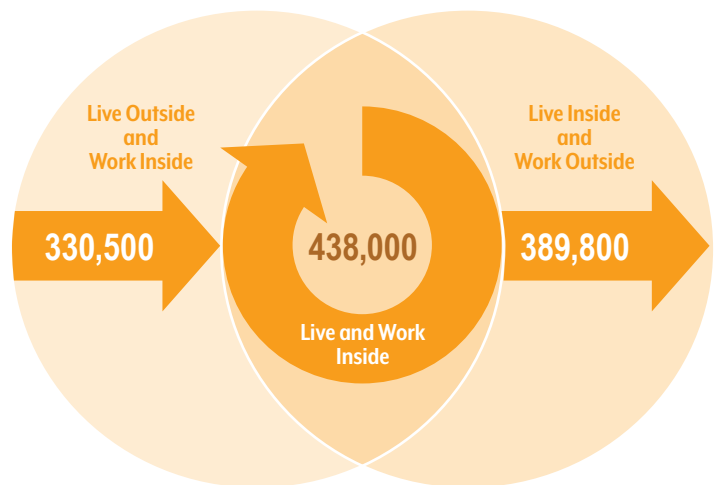 Live Outside
and
Work Inside
330,500
438,000
Live and Work
Inside
Live Inside
and
Work Outside
389,800